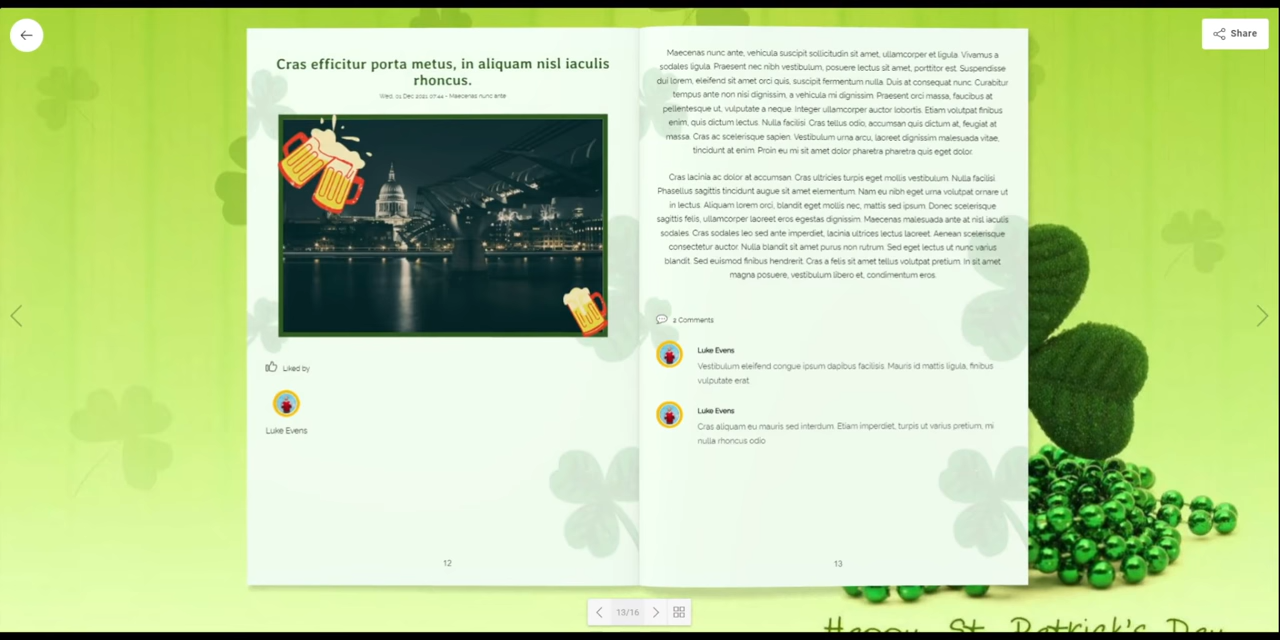 Share
Cras efficitur porta metus, in aliquam nisl iaculis
rhoncus.
Wed, 01 Dec 2021 07:44 - Maecenas nunc ante
Liked by
Luke Evens
12
Maecenas nunc ante, vehicula suscipit sollicitudin sit amet, ullamcorper et ligula. Vivamus a
sodales ligula. Praesent nec nibh vestibulum, posuere lectus sit amet, porttitor est. Suspendisse
dui lorem, eleifend sit amet orci quis, suscipit fermentum nulla. Duis at consequat nunc. Curabitur
tempus ante non nisi dignissim, a vehicula mi dignissim. Praesent orci massa, faucibus at
pellentesque ut, vulputate a neque. Integer ullamcorper auctor lobortis. Etiam volutpat finibus
enim, quis dictum lectus. Nulla facilisi. Cras tellus odio, accumsan quis dictum at, feugiat at
massa. Cras ac scelerisque sapien. Vestibulum urna arcu, laoreet dignissim malesuada vitae,
tincidunt at enim. Proin eu mi sit amet dolor pharetra pharetra quis eget dolor.
Cras lacinia ac dolor at accumsan. Cras ultricies turpis eget mollis vestibulum. Nulla facilisi.
Phasellus sagittis tincidunt augue sit amet elementum. Nam eu nibh eget urna volutpat ornare ut
in lectus. Aliquam lorem orci, blandit eget mollis nec, mattis sed ipsum. Donec scelerisque
sagittis felis, ullamcorper laoreet eros egestas dignissim. Maecenas malesuada ante at nisl iaculis
sodales. Cras sodales leo sed ante imperdiet, lacinia ultrices lectus laoreet. Aenean scelerisque
consectetur auctor. Nulla blandit sit amet purus non rutrum. Sed eget lectus ut nunc varius
blandit. Sed euismod finibus hendrerit. Cras a felis sit amet tellus volutpat pretium. In sit amet
magna posuere, vestibulum libero et, condimentum eros.
2 Comments
Luke Evens
Vestibulum eleifend congue ipsum dapibus facilisis. Mauris id mattis ligula, finibus
vulputate erat
Luke Evens
Cras aliquam eu mauris sed interdum. Etiam imperdiet, turpis ut varius pretium, mi
nulla rhoncus odio
13
13/16
Happy St. Patrick's Day